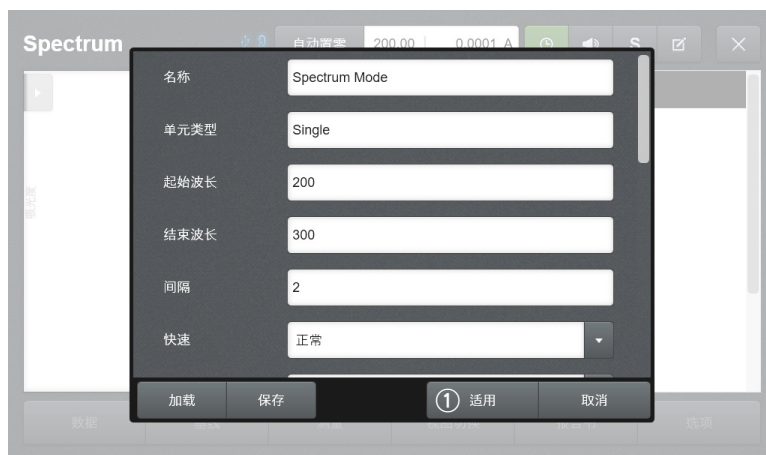 Spectrum 自动置零 200.00 0.0001 A S
名称 Spectrum Mode
单元类型 Single
起始波长 200
结束波长 300
间隔 2
快速 正常
加载 保存 ① 适用 取消
数据 选项